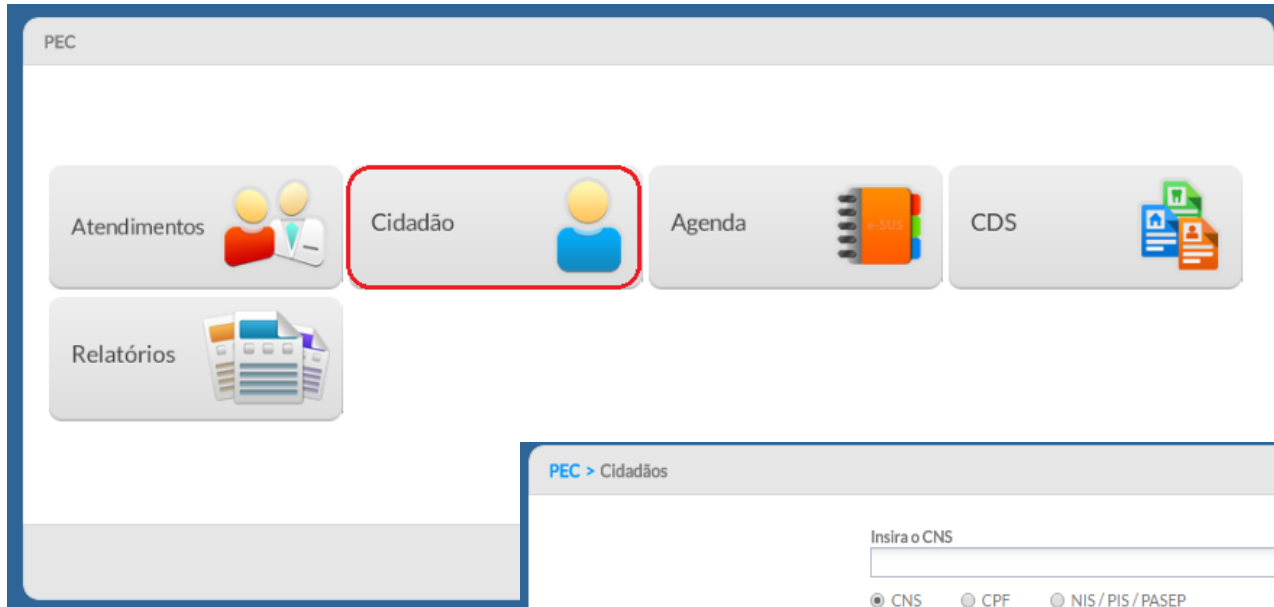 PEC
Atendimentos
Cidadão
Agenda
e-SUS
CDS
Relatórios
PEC > Cidadãos
Insira o CNS
CNS CPF NIS / PIS / PASEP